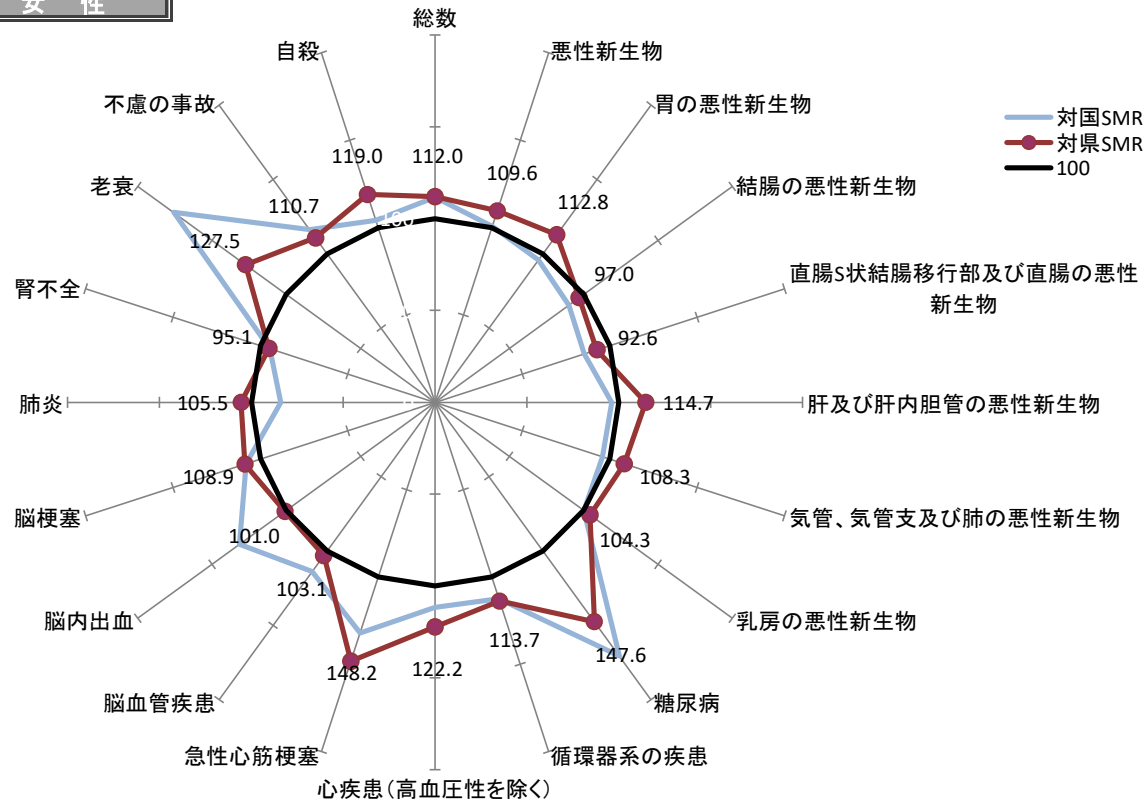 女 性
総数
自殺
悪性新生物
不慮の事故
胃の悪性新生物
対国SMR
対県SMR
100
119.0
112.0
109.6
老衰
結腸の悪性新生物
110.7
112.8
127.5
97.0
直腸S状結腸移行部及び直腸の悪性
新生物
腎不全
95.1
92.6
100
肺炎
105.5
114.7
肝及び肝内胆管の悪性新生物
108.9
108.3
脳梗塞
気管、気管支及び肺の悪性新生物
101.0
104.3
脳内出血
103.1
乳房の悪性新生物
113.7
147.6
148.2
122.2
脳血管疾患
糖尿病
急性心筋梗塞
循環器系の疾患
心疾患(高血圧性を除く)